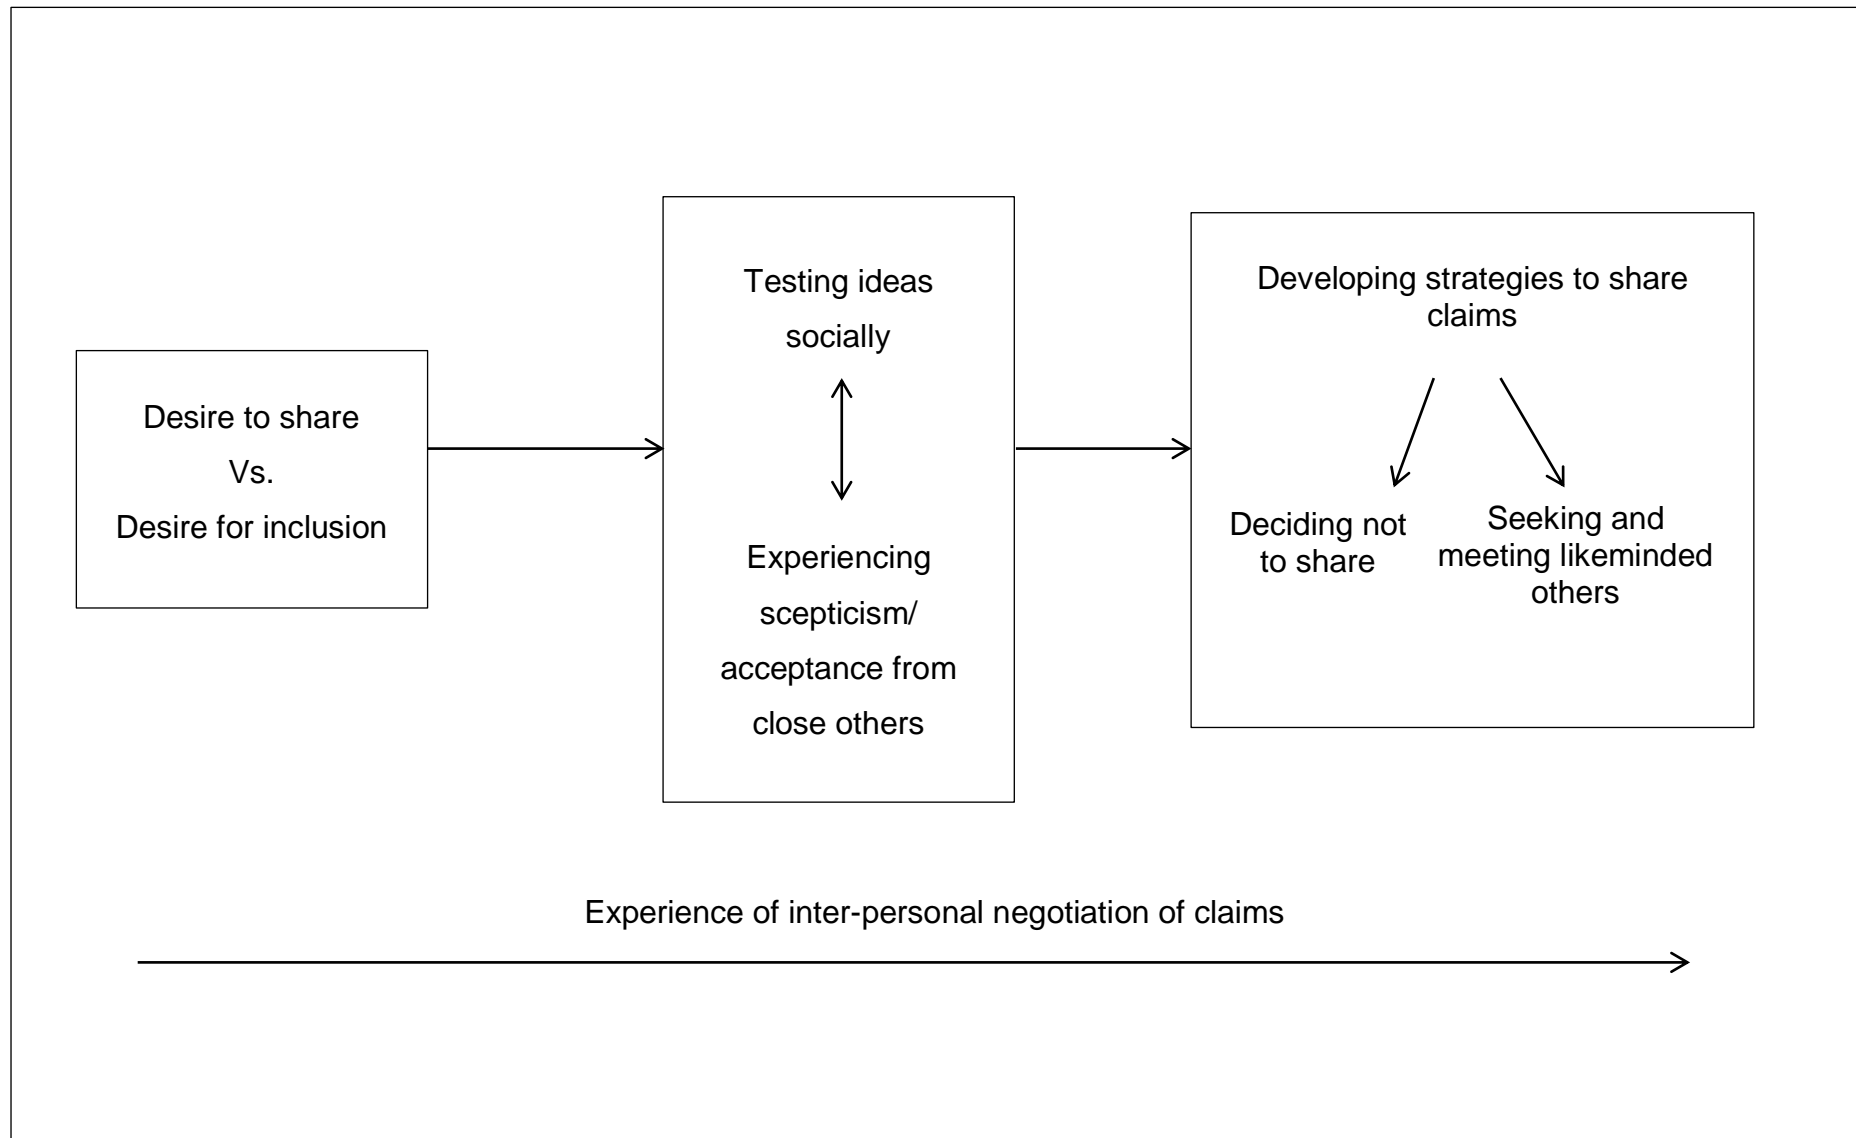 Desire to share
Vs.
Desire for inclusion
Testing ideas
socially
Experiencing
scepticism/
acceptance from
close others
Developing strategies to share
claims
Deciding not
to share
Seeking and
meeting likeminded
others
Experience of inter-personal negotiation of claims